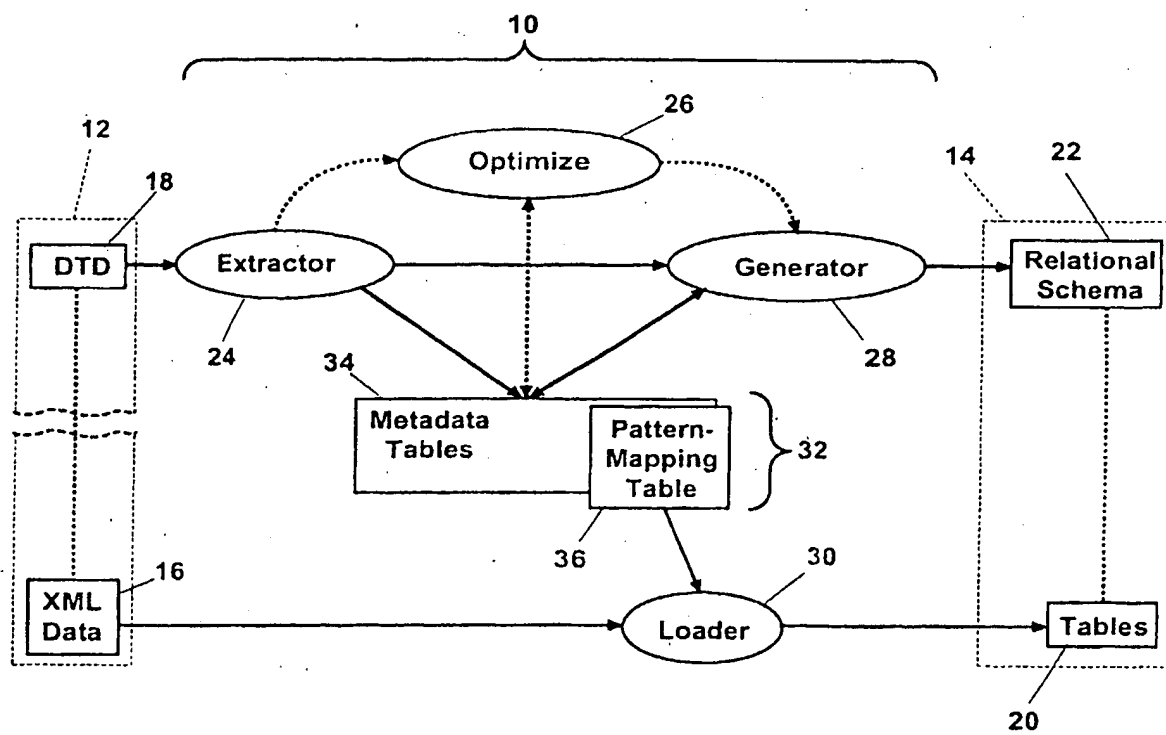 10
26
12
Optimize
14
22
18
DTD
Extractor
Generator
Relational
Schema
24
28
34
Metadata
Tables
Pattern-
Mapping
Table
32
36
30
16
XML
Data
Loader
Tables
20